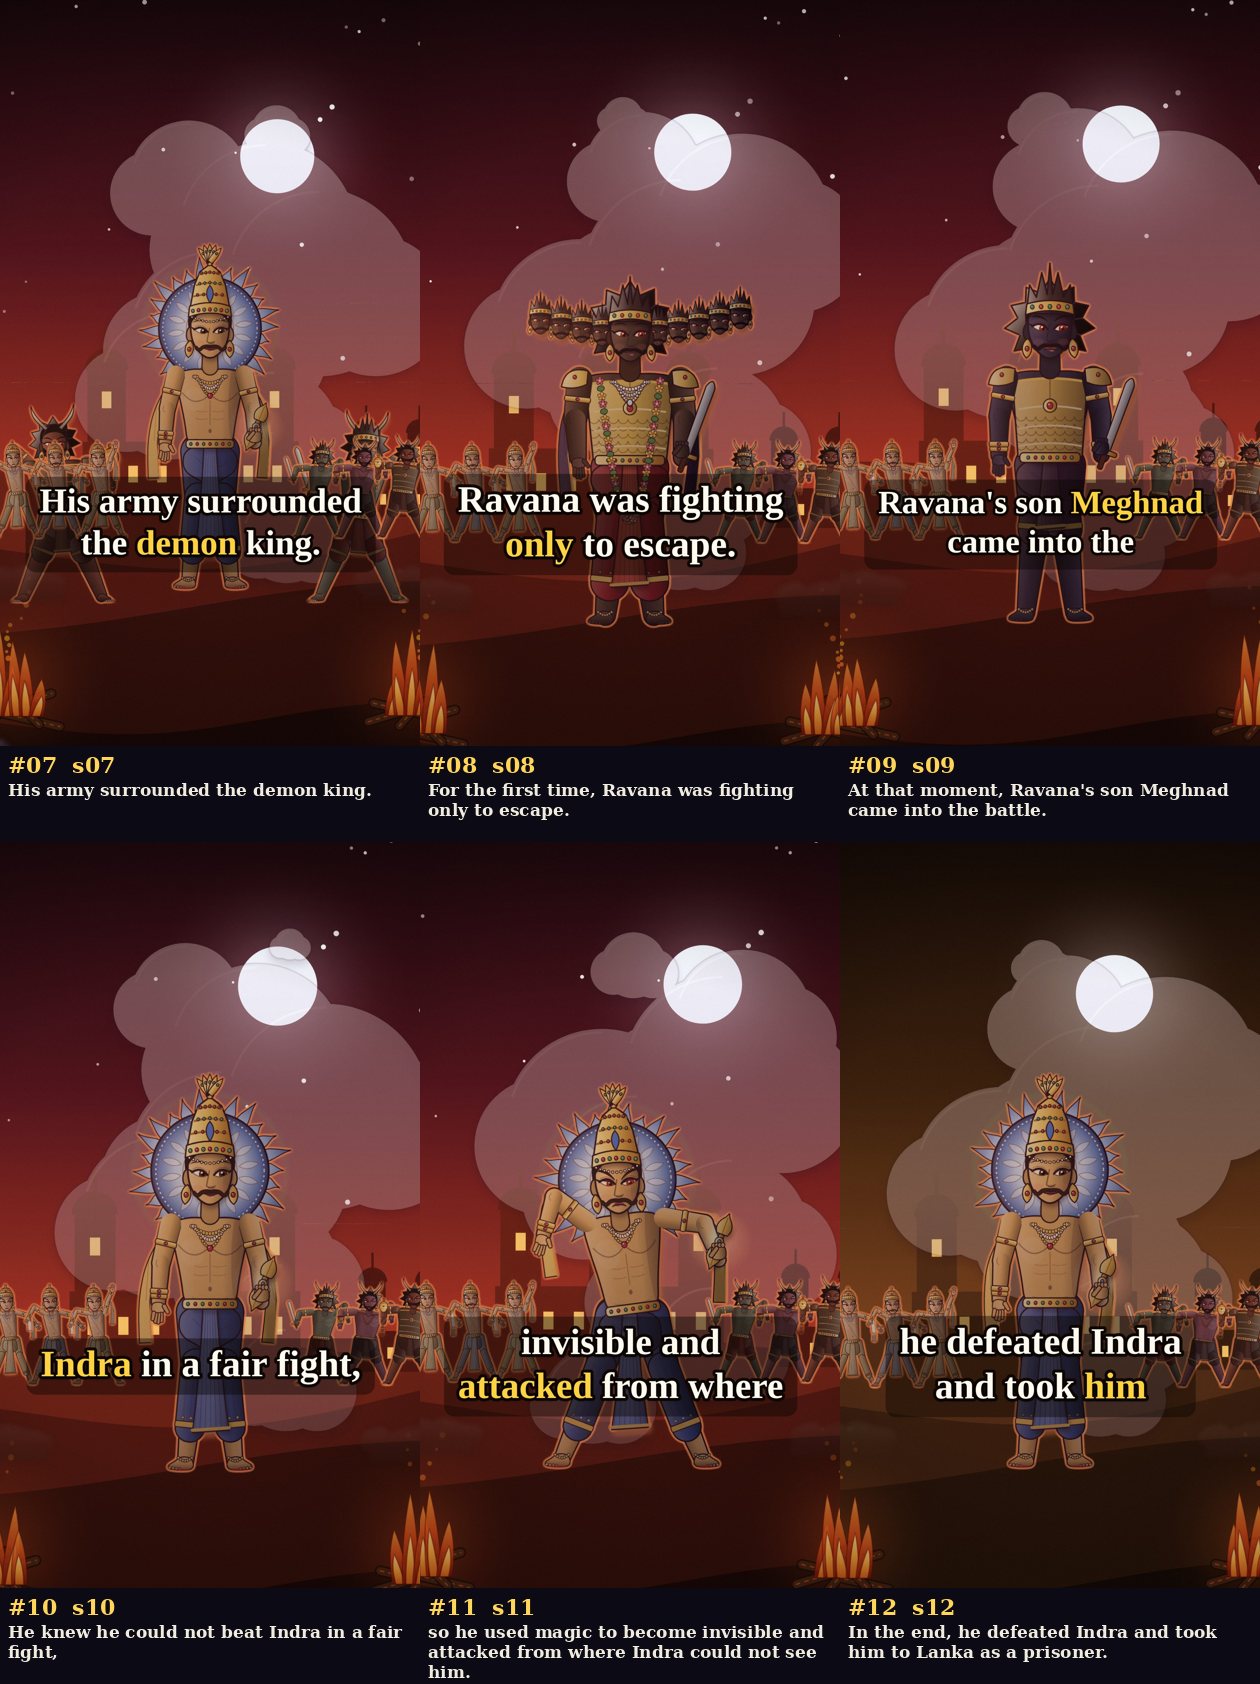 His army surrounded
the demon king.
Ravana was fighting
only to escape.
Ravana's son Meghnad
came into the
#07 s07
His army surrounded the demon king.
#08 s08
For the first time, Ravana was fighting
only to escape.
#09 s09
At that moment, Ravana's son Meghnad
came into the battle.
Indra in a fair fight,
invisible and
attacked from where
he defeated Indra
and took him
#10 s10
He knew he could not beat Indra in a fair
fight,
#11 s11
so he used magic to become invisible and
attacked from where Indra could not see
him.
#12 s12
In the end, he defeated Indra and took
him to Lanka as a prisoner.